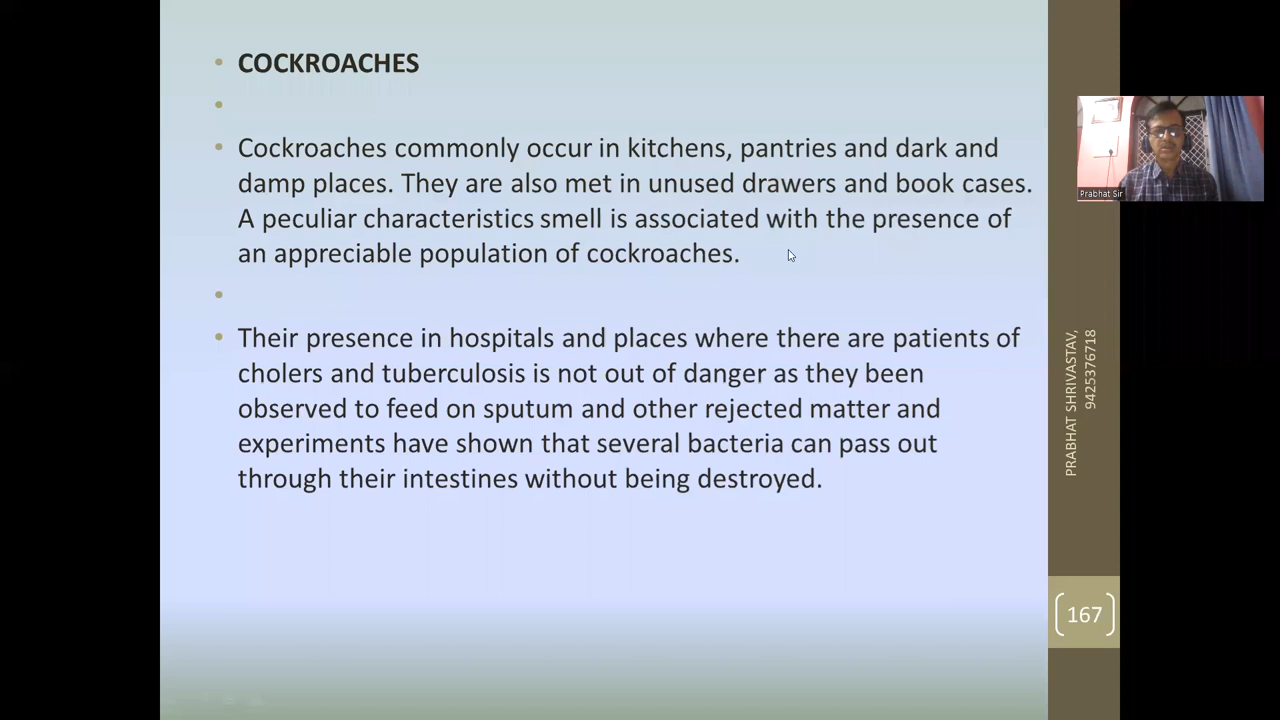 COCKROACHES
Cockroaches commonly occur in kitchens, pantries and dark and
damp places. They are also met in unused drawers and book cases.
A peculiar characteristics smell is associated with the presence of
an appreciable population of cockroaches.
Their presence in hospitals and places where there are patients of
cholers and tuberculosis is not out of danger as they been
observed to feed on sputum and other rejected matter and
experiments have shown that several bacteria can pass out
through their intestines without being destroyed.
Prabhat Sir
PRABHAT SHRIVASTAV,
9425376718
167